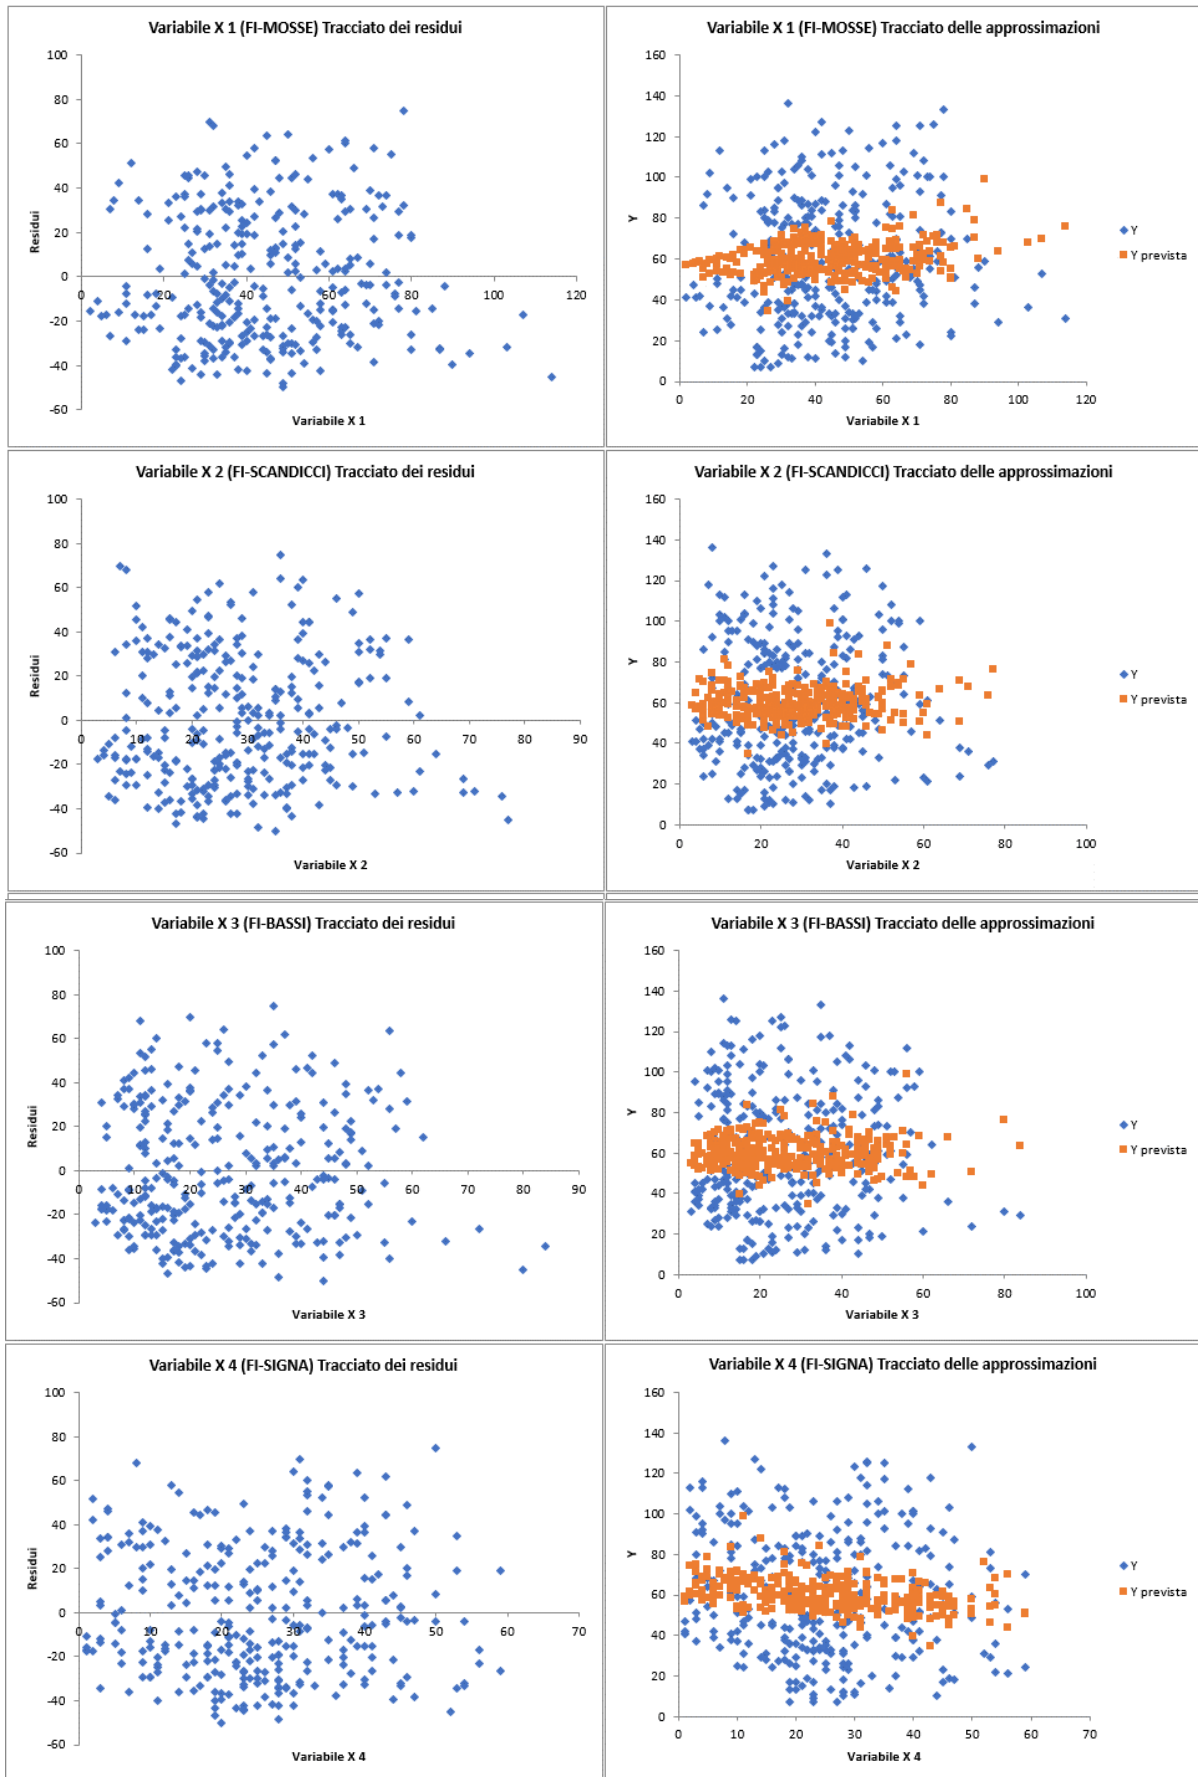 Variabile X 1 (FI-MOSSE) Tracciato dei residui
100
80
60
40
20
0
-20
-40
-60
0 20 40 60 80 100 120
Residui
Variabile X 1
Variabile X 1 (FI-MOSSE) Tracciato delle approssimazioni
160
140
120
100
80
60
40
20
0
0 20 40 60 80 100 120
Y
Variabile X 1
Y
Y prevista
Variabile X 2 (FI-SCANDICCI) Tracciato dei residui
100
80
60
40
20
0
-20
-40
-60
0 10 20 30 40 50 60 70 80 90
Residui
Variabile X 2
Variabile X 2 (FI-SCANDICCI) Tracciato delle approssimazioni
160
140
120
100
80
60
40
20
0
0 20 40 60 80 100
Y
Variabile X 2
Y
Y prevista
Variabile X 3 (FI-BASSI) Tracciato dei residui
100
80
60
40
20
0
-20
-40
-60
0 10 20 30 40 50 60 70 80 90
Residui
Variabile X 3
Variabile X 3 (FI-BASSI) Tracciato delle approssimazioni
160
140
120
100
80
60
40
20
0
0 20 40 60 80 100
Y
Variabile X 3
Y
Y prevista
Variabile X 4 (FI-SIGNA) Tracciato dei residui
100
80
60
40
20
0
-20
-40
-60
0 10 20 30 40 50 60 70
Residui
Variabile X 4
Variabile X 4 (FI-SIGNA) Tracciato delle approssimazioni
160
140
120
100
80
60
40
20
0
0 10 20 30 40 50 60 70
Y
Variabile X 4
Y
Y prevista